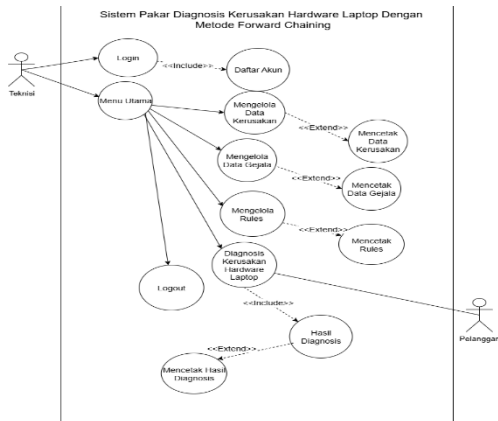 Sistem Pakar Diagnosis Kerusakan Hardware Laptop Dengan
Metode Forward Chaining
Login
<<Include>>
Daftar Akun
Teknisi
Menu Utama
Mengelola
Data
Kerusakan
<<Extend>>
Mencetak
Data
Kerusakan
Mengelola
Data Gejala
<<Extend>>
Mencetak
Data Gejala
Mengelola
Rules
<<Extend>>
Mencetak
Rules
Diagnosis
Kerusakan
Hardware
Laptop
Logout
<<Include>>
Hasil
Diagnosis
Pelanggan
<<Extend>>
Mencetak Hasil
Diagnosis